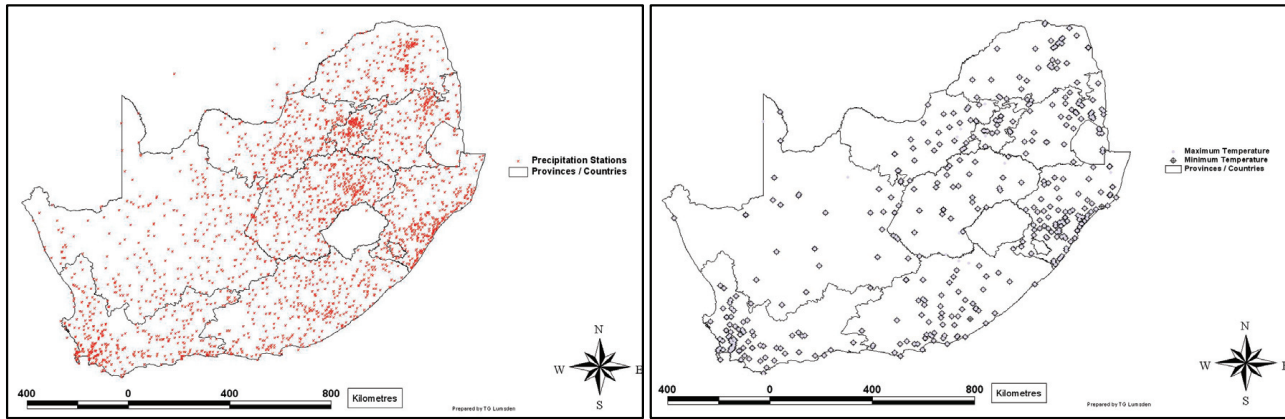 Precipitation Stations
Provinces / Countries
N
W E
S
400 0 400 800 Kilometres
Prepared by TG Lumsden
Maximum Temperature
Minimum Temperature
Provinces / Countries
N
W E
S
400 0 400 800 Kilometres
Prepared by TG Lumsden